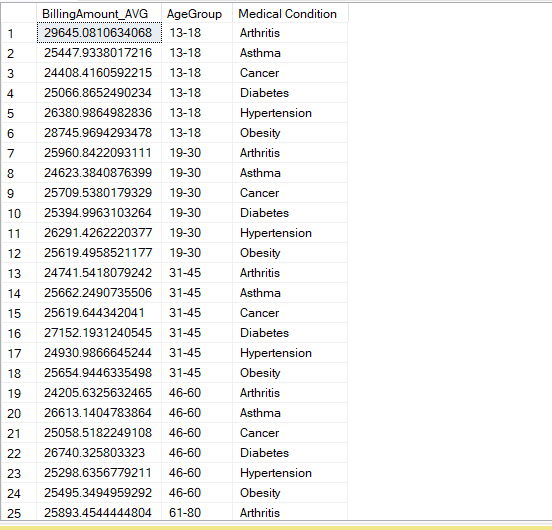 BillingAmount_AVG AgeGroup Medical Condition
1 29645.0810634068 13-18 Arthritis
2 25447.9338017216 13-18 Asthma
3 24408.4160592215 13-18 Cancer
4 25066.8652490234 13-18 Diabetes
5 26380.9864982836 13-18 Hypertension
6 28745.9694293478 13-18 Obesity
7 25960.8422093111 19-30 Arthritis
8 24623.3840876399 19-30 Asthma
9 25709.5380179329 19-30 Cancer
10 25394.9963103264 19-30 Diabetes
11 26291.4262220377 19-30 Hypertension
12 25619.4958521177 19-30 Obesity
13 24741.5418079242 31-45 Arthritis
14 25662.2490735506 31-45 Asthma
15 25619.644342041 31-45 Cancer
16 27152.1931240545 31-45 Diabetes
17 24930.9866645244 31-45 Hypertension
18 25654.9446335498 31-45 Obesity
19 24205.6325632465 46-60 Arthritis
20 26613.1404783864 46-60 Asthma
21 25058.5182249108 46-60 Cancer
22 26740.325803323 46-60 Diabetes
23 25298.6356779211 46-60 Hypertension
24 25495.3494959292 46-60 Obesity
25 25893.4544444804 61-80 Arthritis